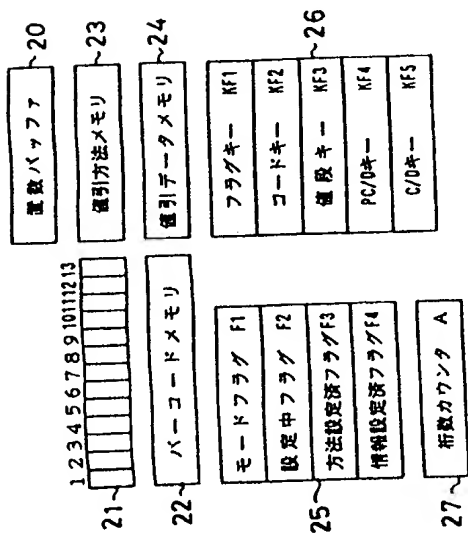 置数バッファ ~20
1 2 3 4 5 6 7 8 9 10 11 12 13
21~
値引方法メモリ ~23
22~ バーコードメモリ
値引データメモリ ~24
25~
モードフラグ F1
設定中フラグ F2
方法設定済フラグF3
情報設定済フラグF4
26
フラグキー KF1
コードキー KF2
値段キー KF3
PC/Dキー KF4
C/Dキー KF5
27~ 桁数カウンタ A